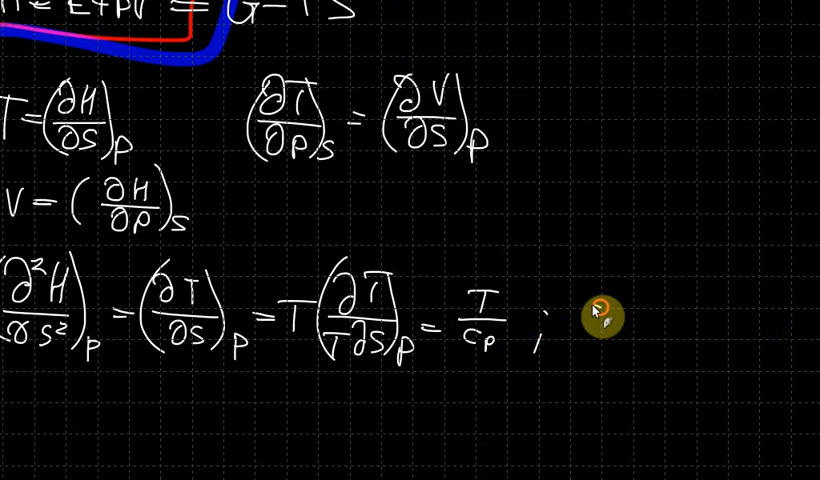 H = E+PV = G-TS
T=(∂H/∂S)_P (∂T/∂P)_S = (∂V/∂S)_P
V = (∂H/∂P)_S
(∂²H/∂S²)_P = (∂T/∂S)_P = T(∂T/T∂S)_P = T/C_P ;